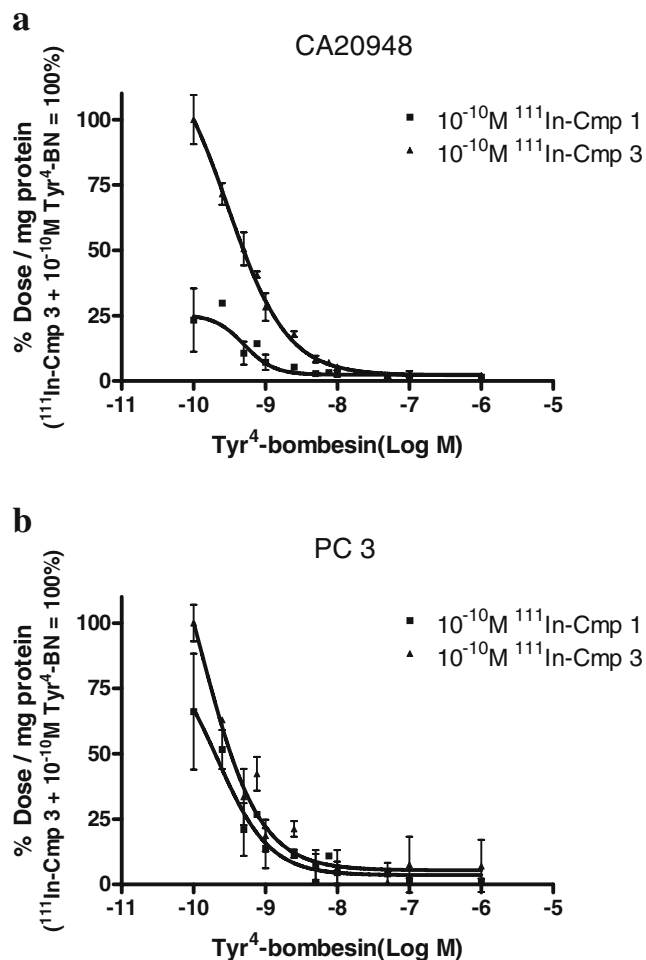 a
CA20948
% Dose / mg protein
(¹¹¹In-Cmp 3 + 10⁻¹⁰M Tyr⁴-BN = 100%)
100
75
50
25
0
-11 -10 -9 -8 -7 -6 -5
Tyr⁴-bombesin(Log M)
10⁻¹⁰M ¹¹¹In-Cmp 1
10⁻¹⁰M ¹¹¹In-Cmp 3
b
PC 3
% Dose / mg protein
(¹¹¹In-Cmp 3 + 10⁻¹⁰M Tyr⁴-BN = 100%)
100
75
50
25
0
-11 -10 -9 -8 -7 -6 -5
Tyr⁴-bombesin(Log M)
10⁻¹⁰M ¹¹¹In-Cmp 1
10⁻¹⁰M ¹¹¹In-Cmp 3